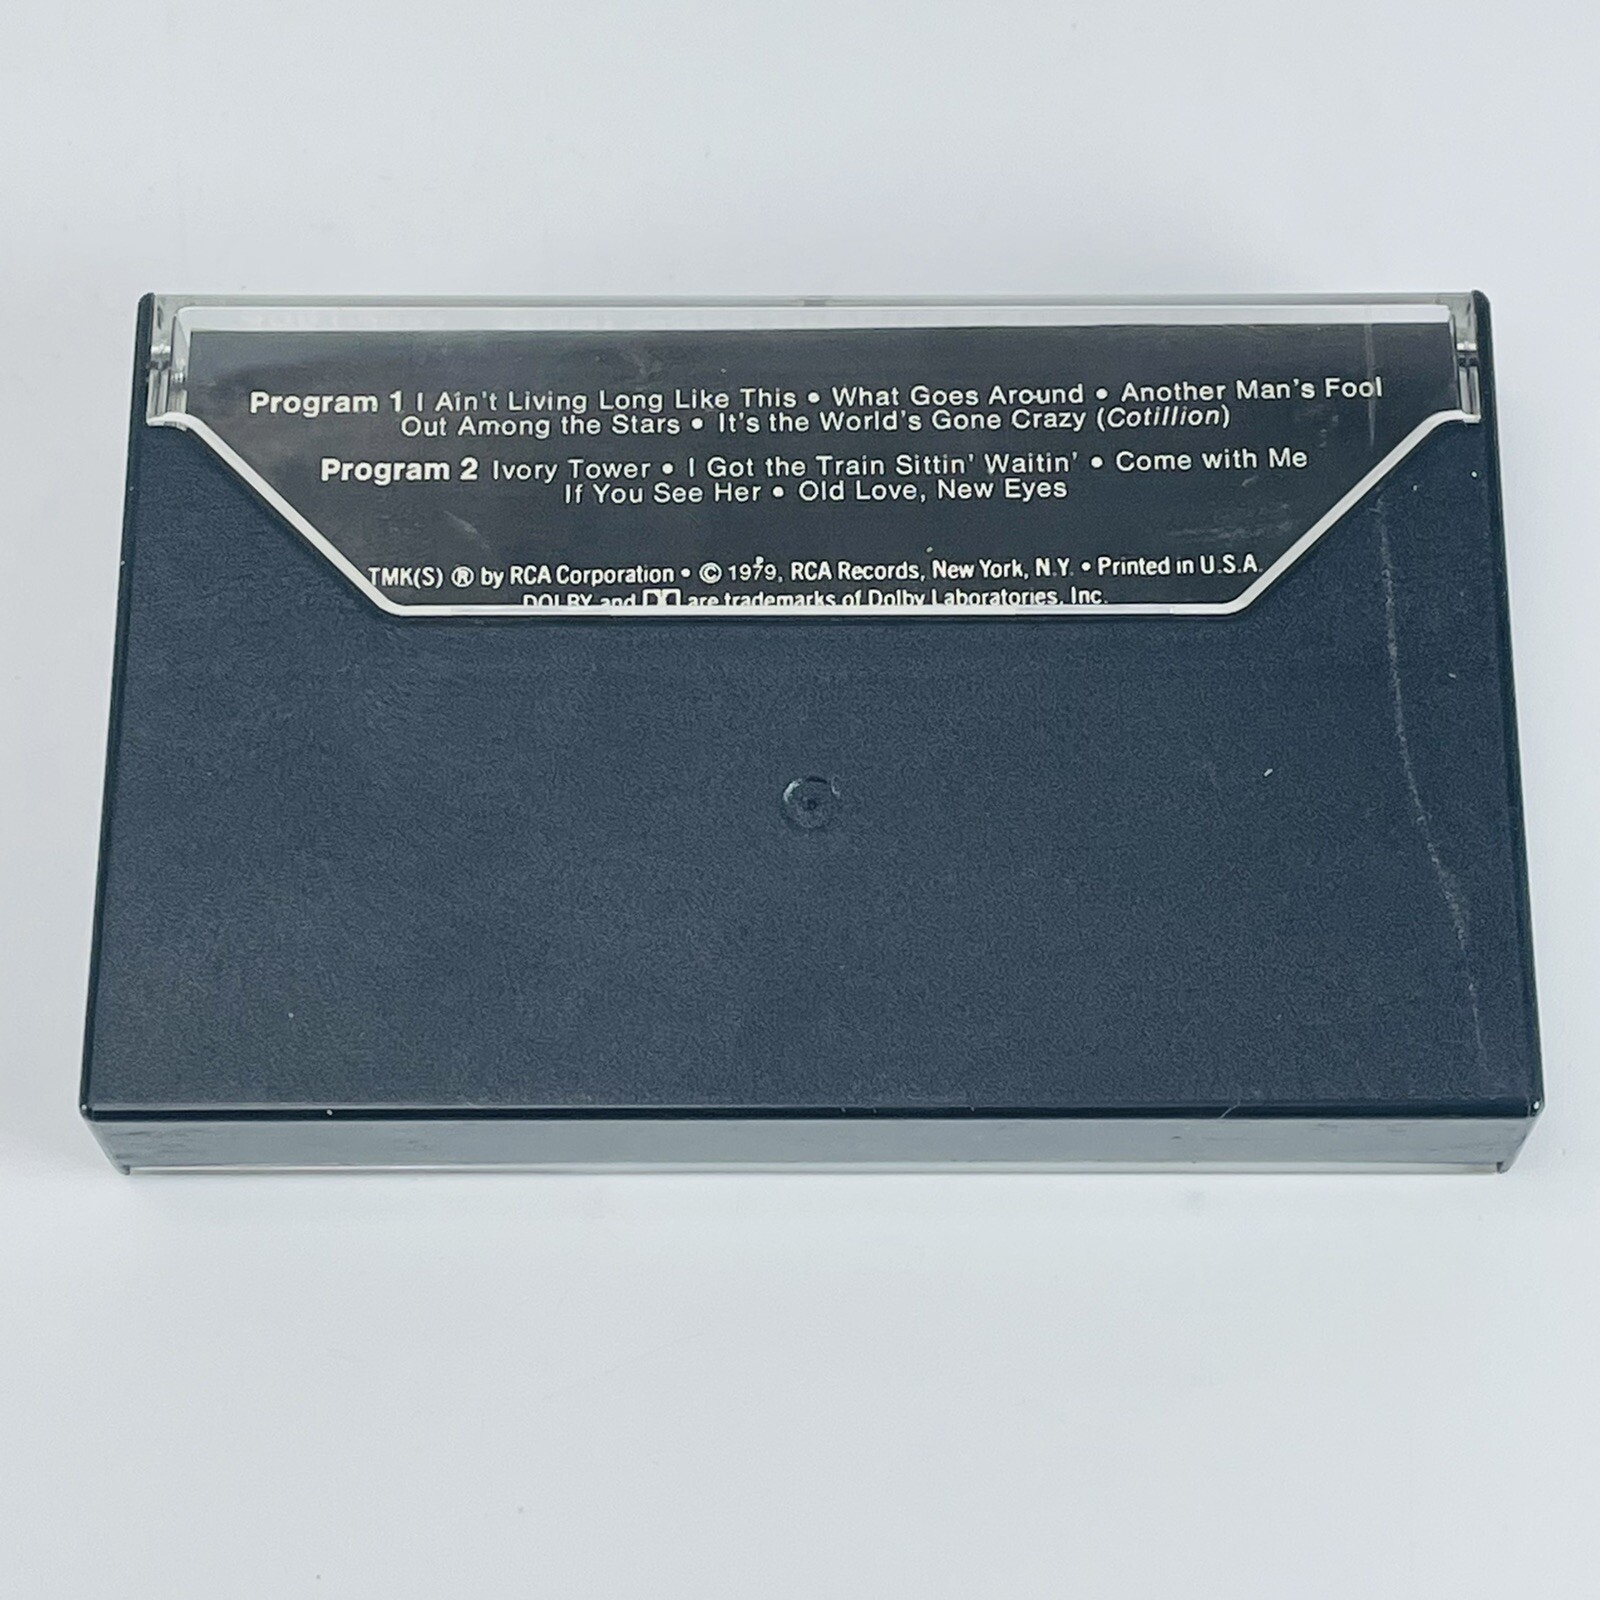 Program 1 I Ain't Living Long Like This • What Goes Around • Another Man's Fool
Out Among the Stars • It's the World's Gone Crazy (Cotillion)
Program 2 Ivory Tower • I Got the Train Sittin' Waitin' • Come with Me
If You See Her • Old Love, New Eyes
TMK(S) ® by RCA Corporation • © 1979, RCA Records, New York, N.Y. • Printed in U.S.A.
DOLBY and are trademarks of Dolby Laboratories, Inc.